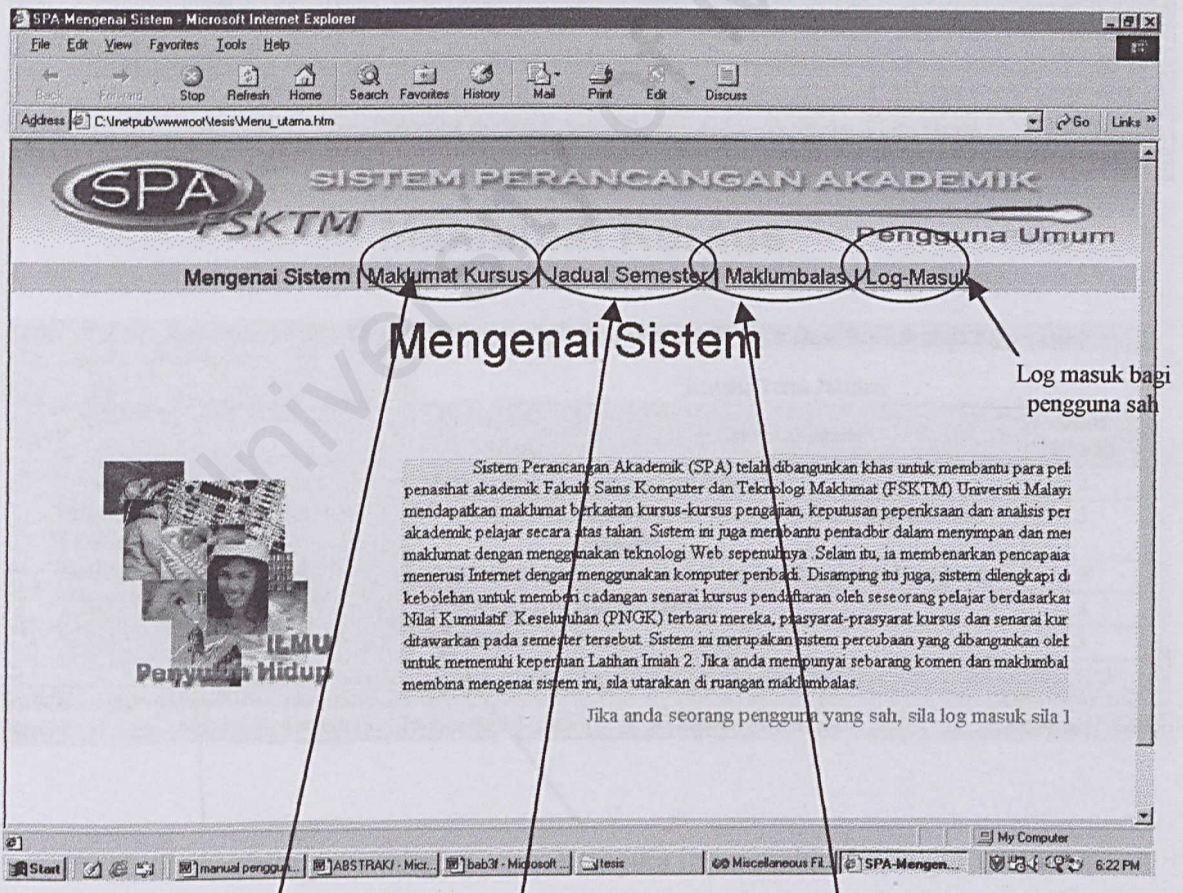 SPA-Mengenai Sistem - Microsoft Internet Explorer
File Edit View Favorites Tools Help
Back Forward Stop Refresh Home Search Favorites History Mail Print Edit Discuss
Address C:\Inetpub\wwwroot\tesis\Menu_utama.htm Go Links »
SPA SISTEM PERANCANGAN AKADEMIK
FSKTM
Pengguna Umum
Mengenai Sistem | Maklumat Kursus | Jadual Semester | Maklumbalas | Log-Masuk
Mengenai Sistem
Log masuk bagi
pengguna sah
Sistem Perancangan Akademik (SPA) telah dibangunkan khas untuk membantu para pel
penasihat akademik Fakulti Sains Komputer dan Teknologi Maklumat (FSKTM) Universiti Malaya
mendapatkan maklumat berkaitan kursus-kursus pengajian, keputusan peperiksaan dan analisis per
akademik pelajar secara atas talian. Sistem ini juga membantu pentadbir dalam menyimpan dan me
maklumat dengan menggunakan teknologi Web sepenuhnya. Selain itu, ia membenarkan pencapaia
menerusi Internet dengan menggunakan komputer peribadi. Disamping itu juga, sistem dilengkapi d
kebolehan untuk memberi cadangan senarai kursus pendaftaran oleh seseorang pelajar berdasarkan
Nilai Kumulatif Keseluruhan (PNGK) terbaru mereka, prasyarat-prasyarat kursus dan senarai kur
ditawarkan pada semester tersebut. Sistem ini merupakan sistem percubaan yang dibangunkan oleh
untuk memenuhi keperluan Latihan Imiah 2. Jika anda mempunyai sebarang komen dan maklumbal
membina mengenai sistem ini, sila utarakan di ruangan maklumbalas.
ILMU
Penyuluh Hidup
Jika anda seorang pengguna yang sah, sila log masuk sila l
My Computer
Start manual penggun... ABSTRAKJ - Micr... bab3f - Microsoft ... tesis Miscellaneous Fil... SPA-Mengen... 6:22 PM